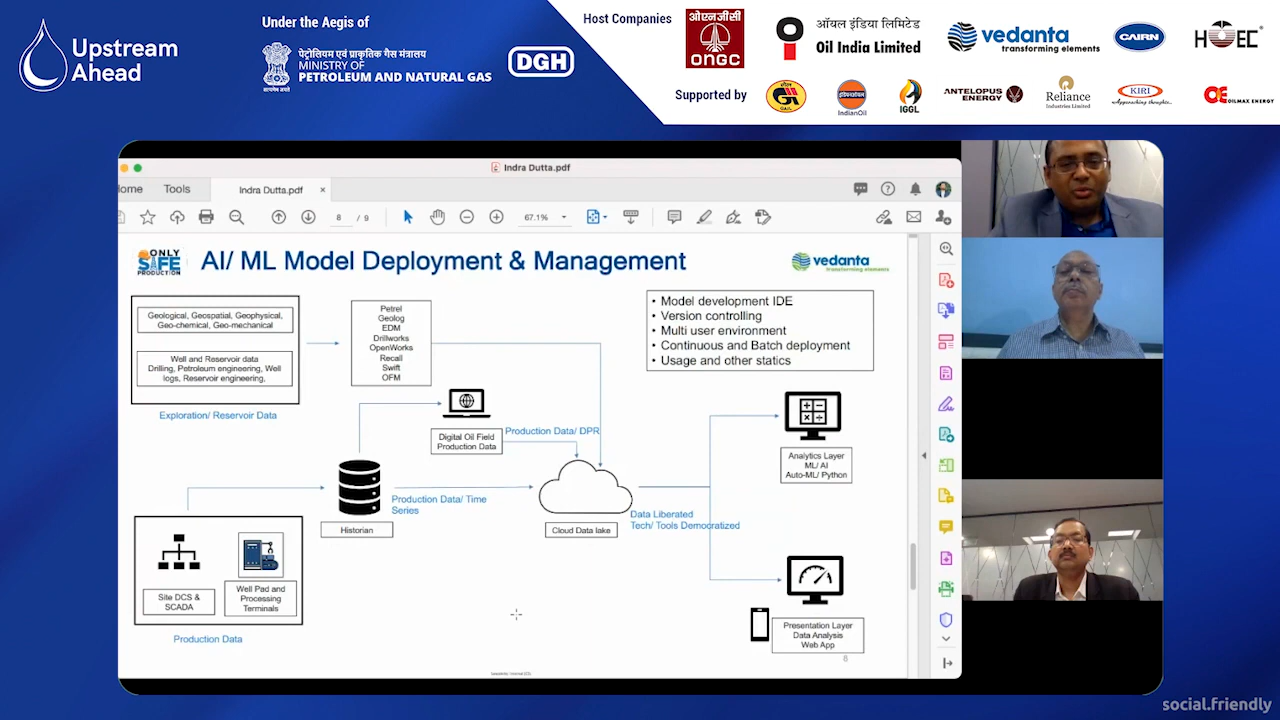 Upstream
Ahead
Under the Aegis of
पेट्रोलियम एवं प्राकृतिक गैस मंत्रालय
MINISTRY OF
PETROLEUM AND NATURAL GAS
सत्यमेव जयते
DGH
Host Companies
ओएनजीसी
ONGC
ऑयल इंडिया लिमिटेड
Oil India Limited
vedanta
transforming elements
CAIRN
HOEC
Supported by
GAIL
इंडियनऑयल
IndianOil
IGGL
ANTELOPUS
ENERGY
Reliance
Industries Limited
KIRI
Approaching thoughts..
OILMAX ENERGY
Indra Dutta.pdf
Home
Tools
Indra Dutta.pdf
8 / 9
67.1%
ONLY
SAFE
PRODUCTION
AI/ ML Model Deployment & Management
vedanta
transforming elements
Geological, Geospatial, Geophysical,
Geo-chemical, Geo-mechanical
Well and Reservoir data
Drilling, Petroleum engineering, Well
logs, Reservoir engineering,
Exploration/ Reservoir Data
Petrel
Geolog
EDM
Drillworks
OpenWorks
Recall
Swift
OFM
• Model development IDE
• Version controlling
• Multi user environment
• Continuous and Batch deployment
• Usage and other statics
Digital Oil Field
Production Data
Production Data/ DPR
Analytics Layer
ML/ AI
Auto-ML/ Python
Historian
Production Data/ Time
Series
Cloud Data lake
Data Liberated
Tech/ Tools Democratized
Site DCS &
SCADA
Well Pad and
Processing
Terminals
Production Data
Presentation Layer
Data Analysis
Web App
8
social.friendly